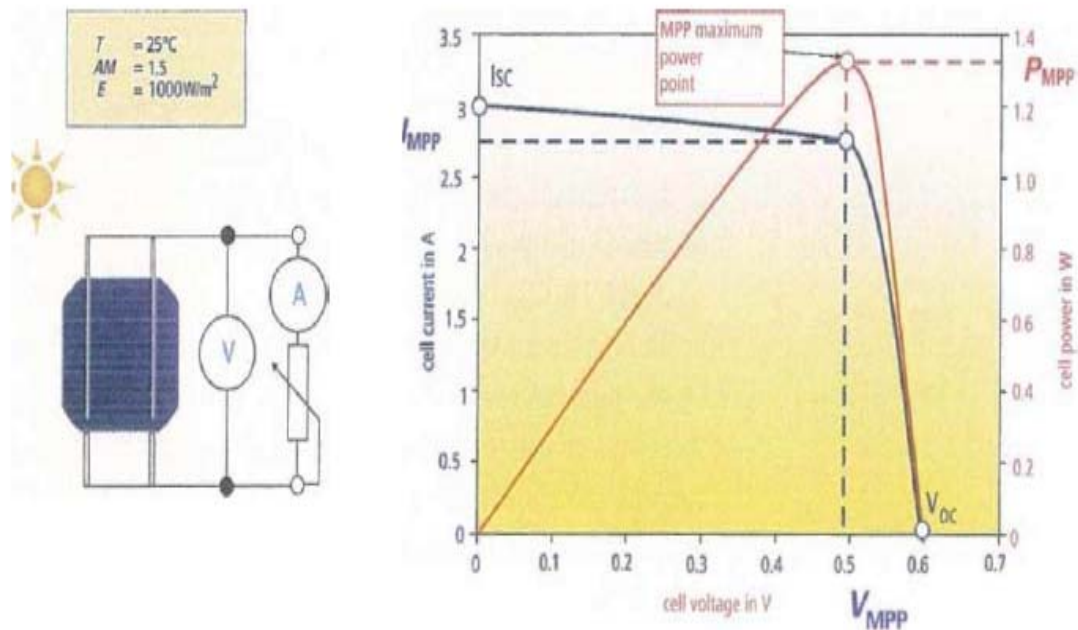 T = 25°C
AM = 1.5
E = 1000W/m²
V
A
MPP maximum
power
point
3.5
3
2.5
2
1.5
1
0.5
0
cell current in A
Isc
IMPP
1.4
PMPP
1.2
1.0
0.8
0.6
0.4
0.2
0
cell power in W
VOC
0
0.1
0.2
0.3
0.4
0.5
0.6
0.7
cell voltage in V
VMPP